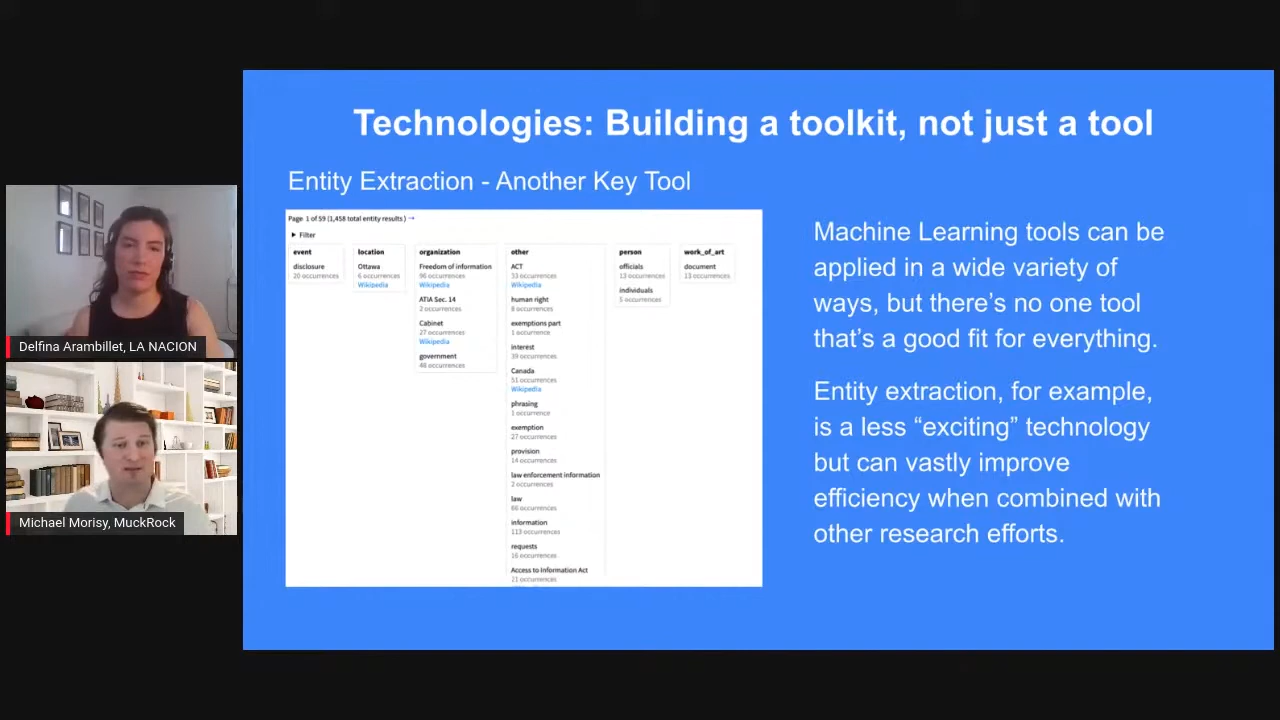 Technologies: Building a toolkit, not just a tool
Entity Extraction - Another Key Tool
Page 1 of 59 (1,458 total entity results) →
▶ Filter
event
disclosure
20 occurrences
location
Ottawa
6 occurrences
Wikipedia
organization
Freedom of information
96 occurrences
Wikipedia
ATIA Sec. 14
2 occurrences
Cabinet
27 occurrences
Wikipedia
government
48 occurrences
other
ACT
53 occurrences
Wikipedia
human right
8 occurrences
exemptions part
1 occurrence
interest
39 occurrences
Canada
51 occurrences
Wikipedia
phrasing
1 occurrence
exemption
27 occurrences
provision
14 occurrences
law enforcement information
2 occurrences
law
66 occurrences
information
113 occurrences
requests
16 occurrences
Access to Information Act
21 occurrences
person
officials
13 occurrences
individuals
5 occurrences
work_of_art
document
13 occurrences
Machine Learning tools can be
applied in a wide variety of
ways, but there's no one tool
that's a good fit for everything.
Entity extraction, for example,
is a less “exciting” technology
but can vastly improve
efficiency when combined with
other research efforts.
Delfina Arambillet, LA NACION
Michael Morisy, MuckRock